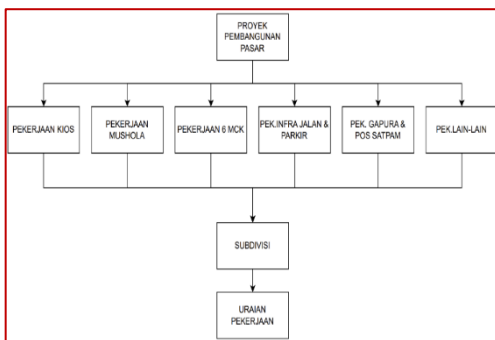 PROYEK
PEMBANGUNAN
PASAR
PEKERJAAN KIOS
PEKERJAAN
MUSHOLA
PEKERJAAN 6 MCK
PEK.INFRA JALAN &
PARKIR
PEK. GAPURA &
POS SATPAM
PEK.LAIN-LAIN
SUBDIVISI
URAIAN
PEKERJAAN